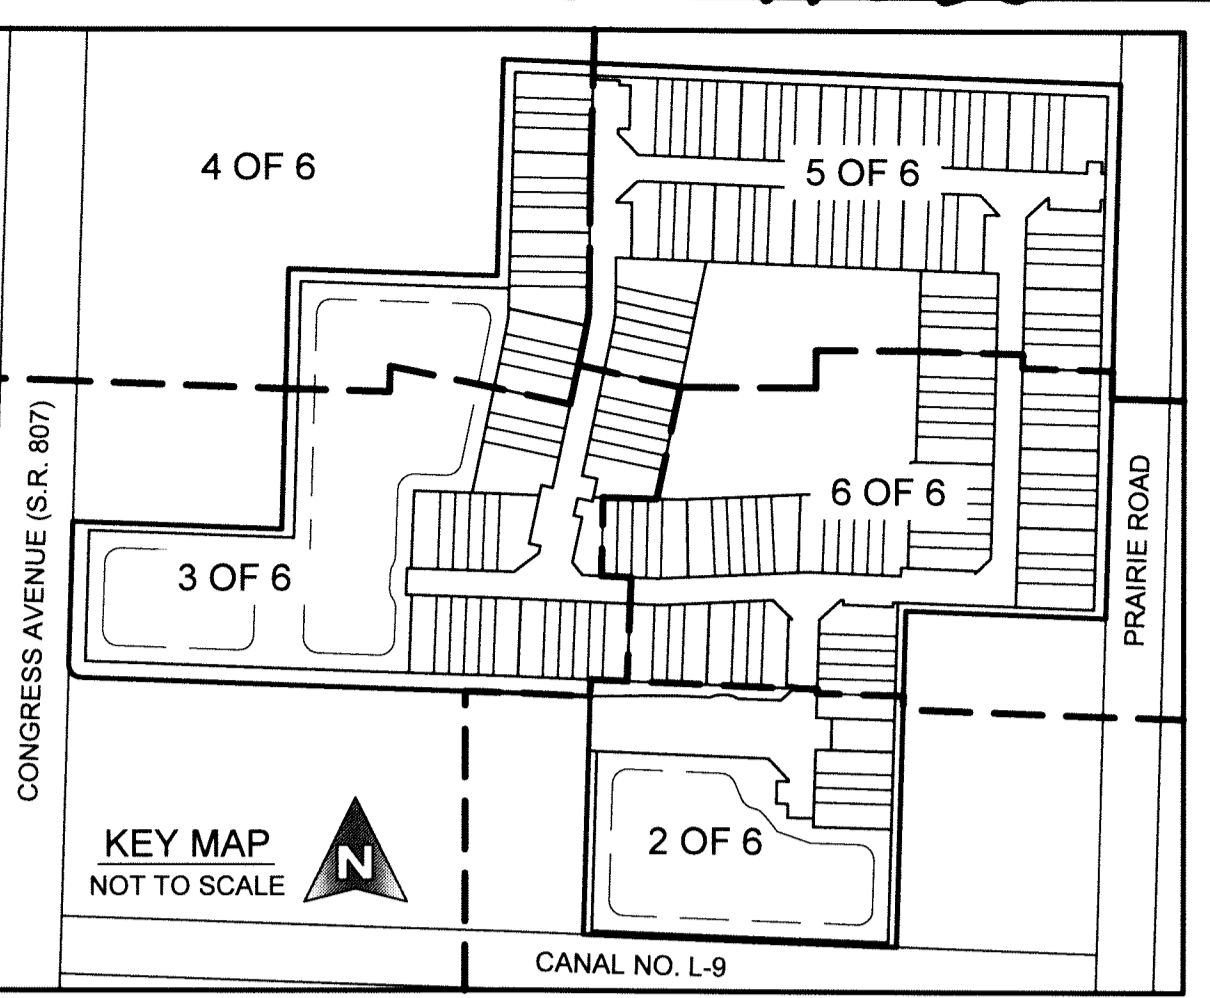 4 OF 6
5 OF 6
CONGRESS AVENUE (S.R. 807)
6 OF 6
PRAIRIE ROAD
3 OF 6
KEY MAP
NOT TO SCALE
N
2 OF 6
CANAL NO. L-9